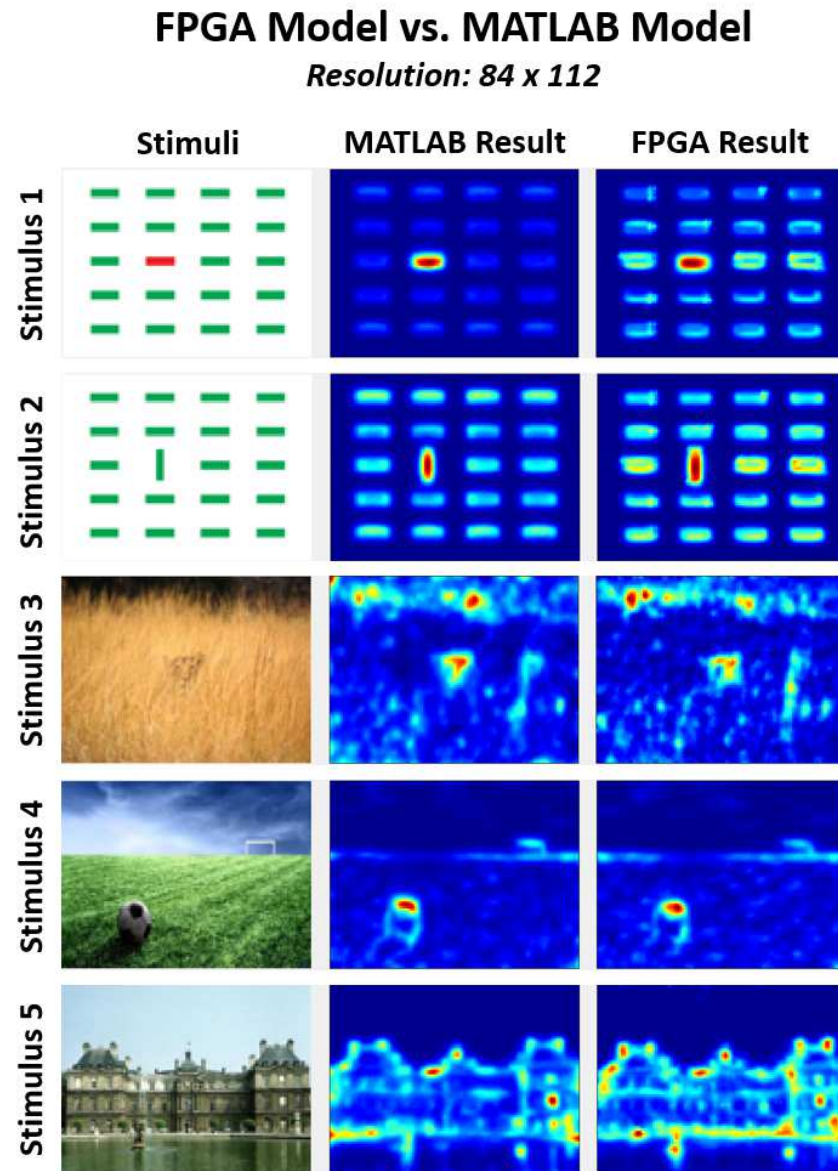 FPGA Model vs. MATLAB Model
Resolution: 84 x 112
Stimuli
MATLAB Result
FPGA Result
Stimulus 1
Stimulus 2
Stimulus 3
Stimulus 4
Stimulus 5